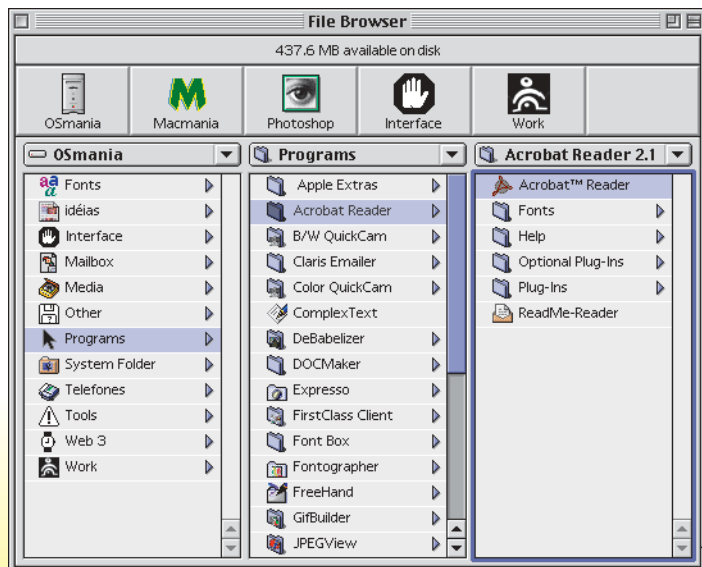 File Browser
437.6 MB available on disk
OSmania
Macmania
Photoshop
Interface
Work
OSmania
Programs
Acrobat Reader 2.1
Fonts
idéias
Interface
Mailbox
Media
Other
Programs
System Folder
Telefones
Tools
Web 3
Work
Apple Extras
Acrobat Reader
B/W QuickCam
Claris Emailer
Color QuickCam
ComplexText
DeBabelizer
DOCMaker
Expresso
FirstClass Client
Font Box
Fontographer
FreeHand
GifBuilder
JPEGView
Acrobat™ Reader
Fonts
Help
Optional Plug-Ins
Plug-Ins
ReadMe-Reader